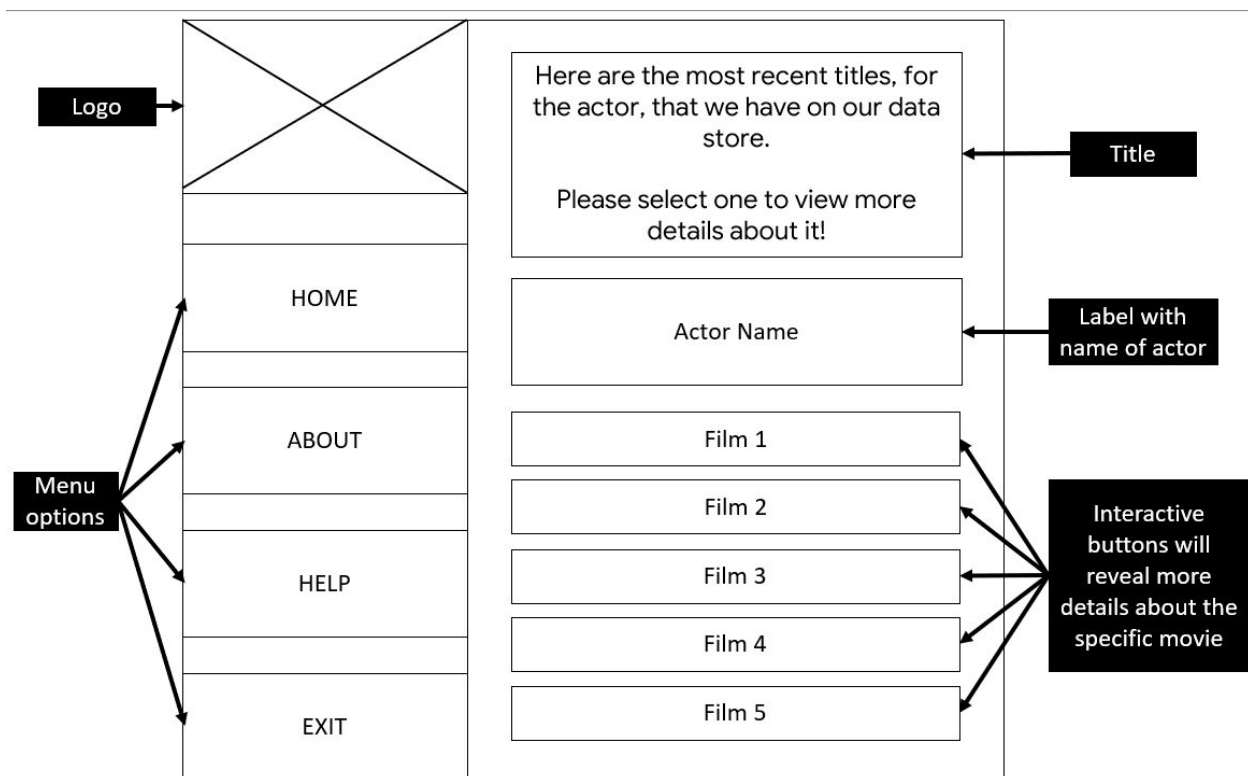 Logo
Here are the most recent titles, for
the actor, that we have on our data
store.
Please select one to view more
details about it!
Title
HOME
Actor Name
Label with
name of actor
ABOUT
Menu
options
HELP
EXIT
Film 1
Film 2
Film 3
Film 4
Film 5
Interactive
buttons will
reveal more
details about the
specific movie